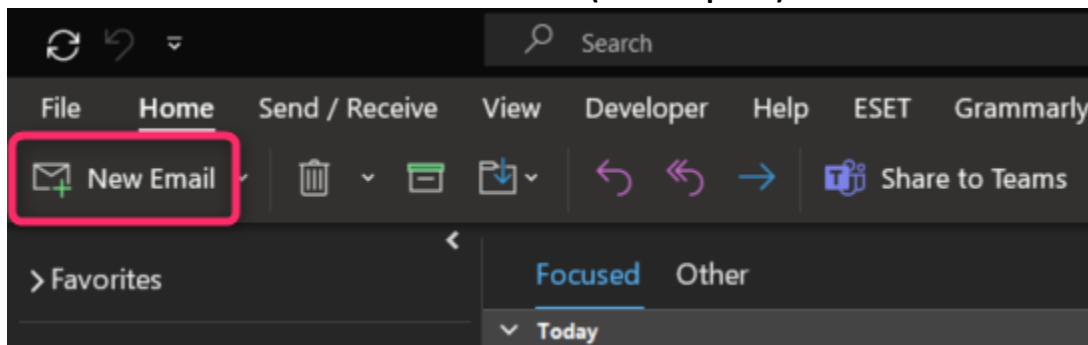 Search
File Home Send / Receive View Developer Help ESET Grammarly
New Email Share to Teams
Favorites
Focused Other
Today